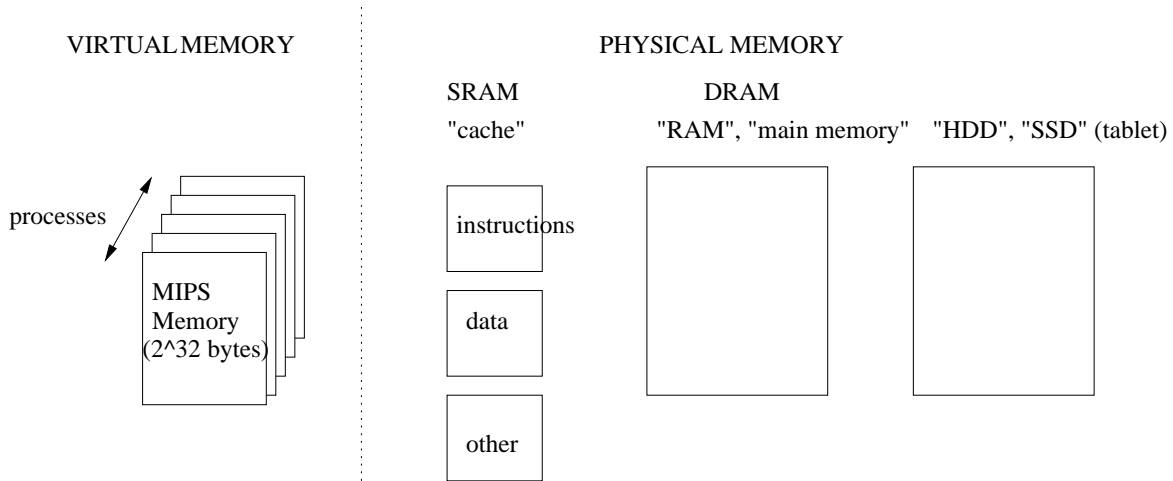 VIRTUAL MEMORY
PHYSICAL MEMORY
SRAM
DRAM
"cache"
"RAM", "main memory"
"HDD", "SSD" (tablet)
processes
MIPS
Memory
(2^32 bytes)
instructions
data
other